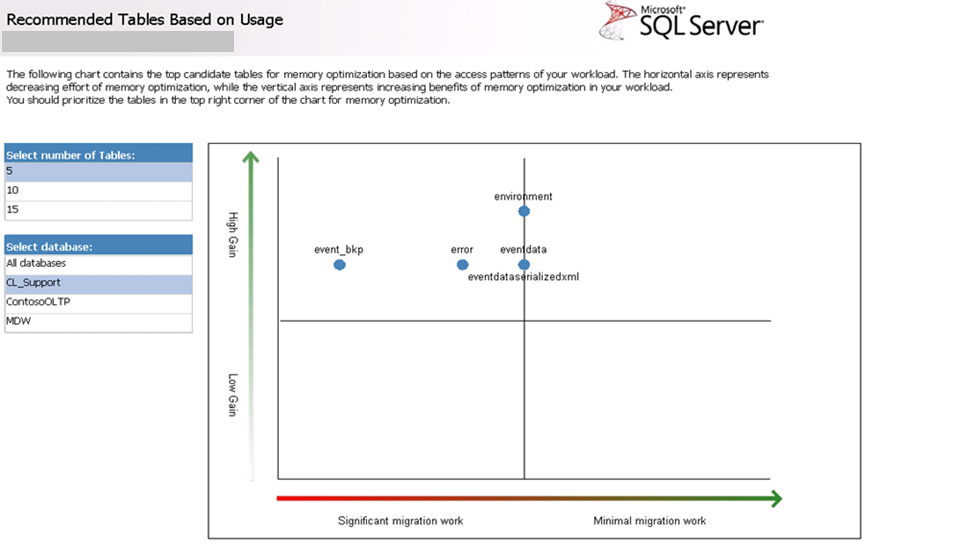 Recommended Tables Based on Usage
Microsoft®
SQL Server®
The following chart contains the top candidate tables for memory optimization based on the access patterns of your workload. The horizontal axis represents
decreasing effort of memory optimization, while the vertical axis represents increasing benefits of memory optimization in your workload.
You should prioritize the tables in the top right corner of the chart for memory optimization.
Select number of Tables:
5
10
15
Select database:
All databases
CL_Support
ContosoOLTP
MDW
High Gain
Low Gain
environment
event_bkp
error
eventdata
eventdataserializedxml
Significant migration work
Minimal migration work